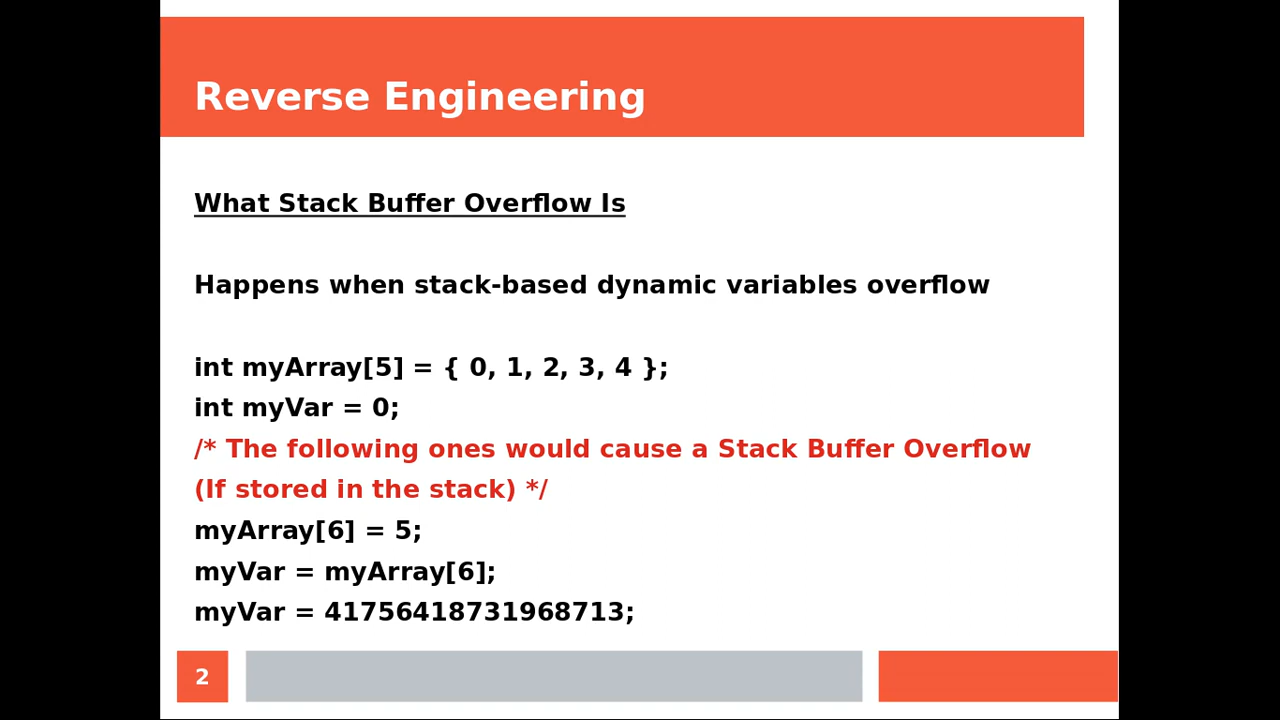 Reverse Engineering
What Stack Buffer Overflow Is
Happens when stack-based dynamic variables overflow
int myArray[5] = { 0, 1, 2, 3, 4 };
int myVar = 0;
/* The following ones would cause a Stack Buffer Overflow
(If stored in the stack) */
myArray[6] = 5;
myVar = myArray[6];
myVar = 41756418731968713;
2